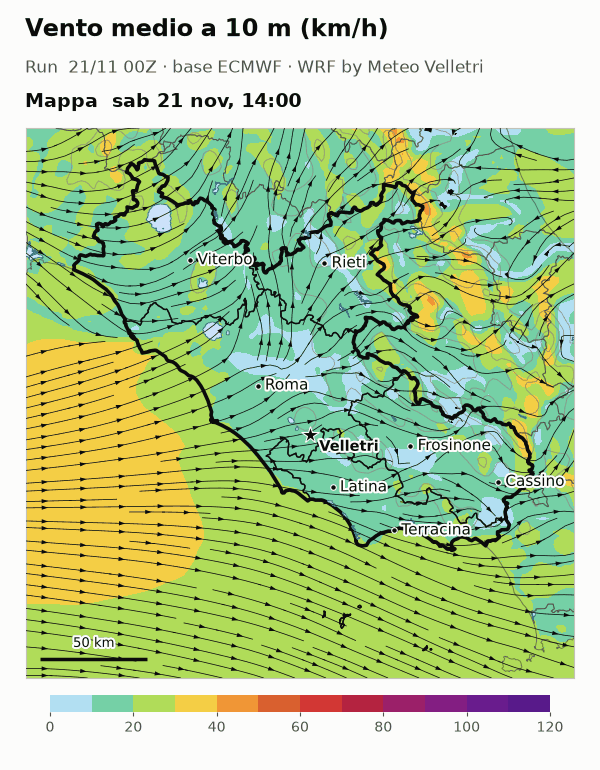 Vento medio a 10 m (km/h)
Run 21/11 00Z · base ECMWF · WRF by Meteo Velletri
Mappa sab 21 nov, 14:00
Viterbo
Rieti
Roma
Velletri
Frosinone
Cassino
Latina
Terracina
50 km
0 20 40 60 80 100 120